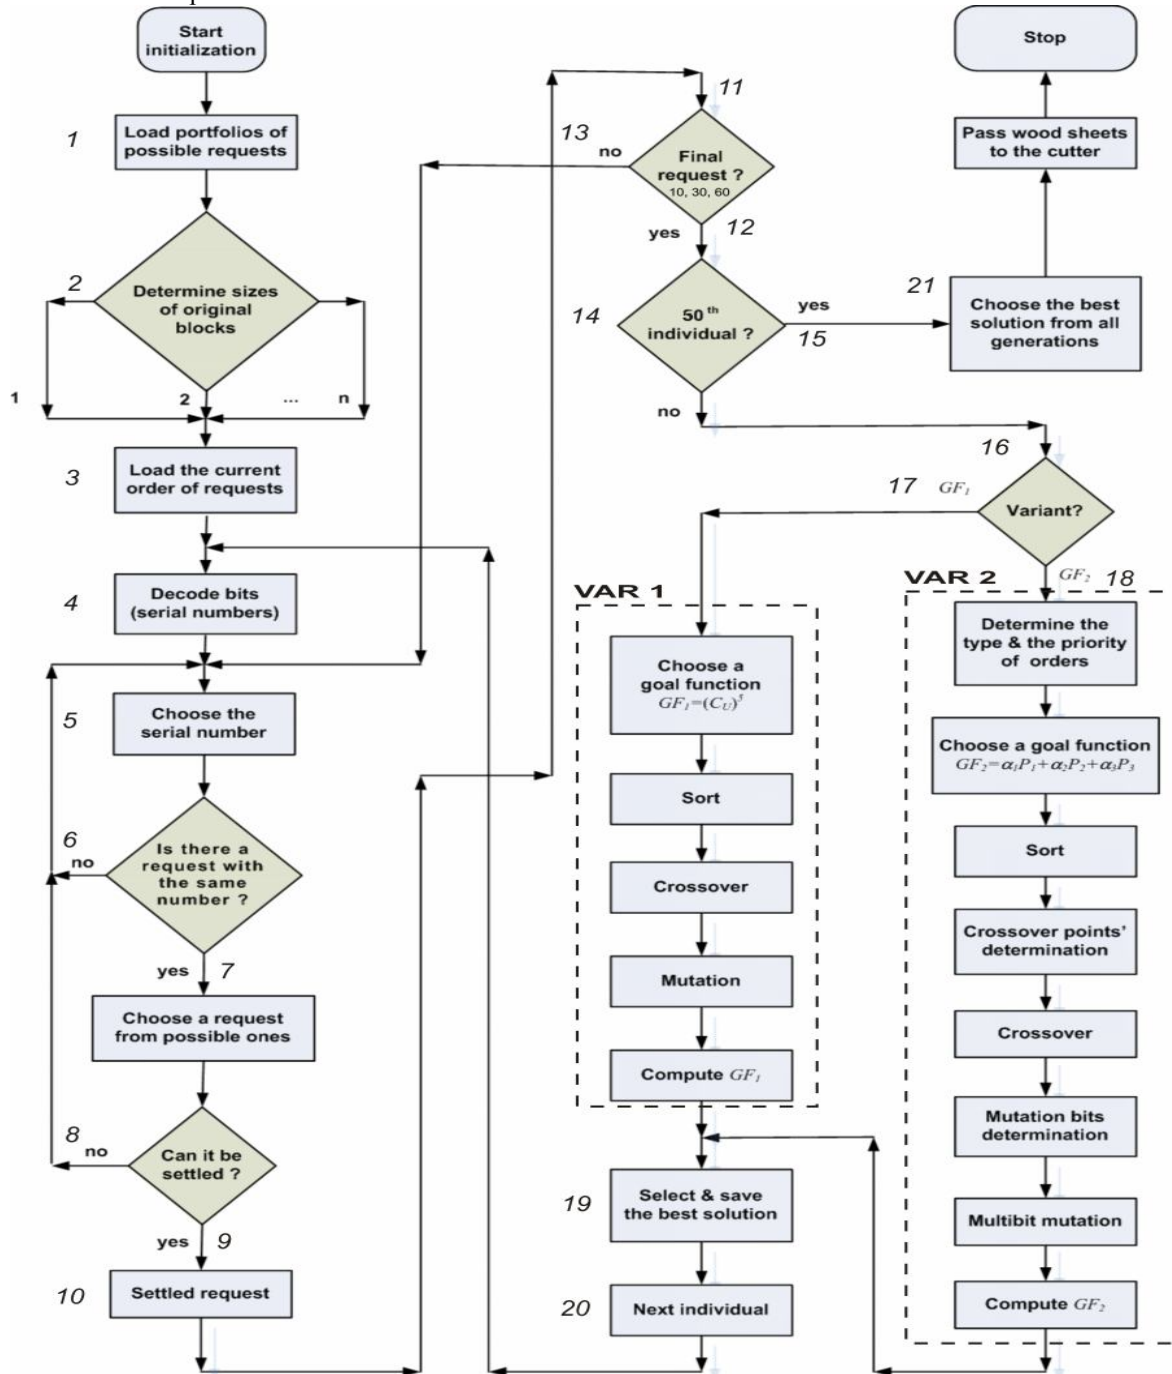 Start
initialization
1
Load portfolios of
possible requests
2
Determine sizes
of original
blocks
1
2
...
n
3
Load the current
order of requests
4
Decode bits
(serial numbers)
5
Choose the
serial number
6
no
Is there a
request with
the same
number ?
yes
7
Choose a request
from possible ones
8
no
Can it be
settled ?
yes
9
10
Settled request
11
13
no
Final
request ?
10, 30, 60
yes
12
14
50th
individual ?
yes
15
no
Stop
Pass wood sheets
to the cutter
21
Choose the best
solution from all
generations
16
17
GF1
Variant?
GF2
18
VAR 1
Choose a
goal function
GF1=(CU)5
Sort
Crossover
Mutation
Compute GF1
19
Select & save
the best solution
20
Next individual
VAR 2
Determine the
type & the priority
of orders
Choose a goal function
GF2=α1P1+α2P2+α3P3
Sort
Crossover points'
determination
Crossover
Mutation bits
determination
Multibit mutation
Compute GF2